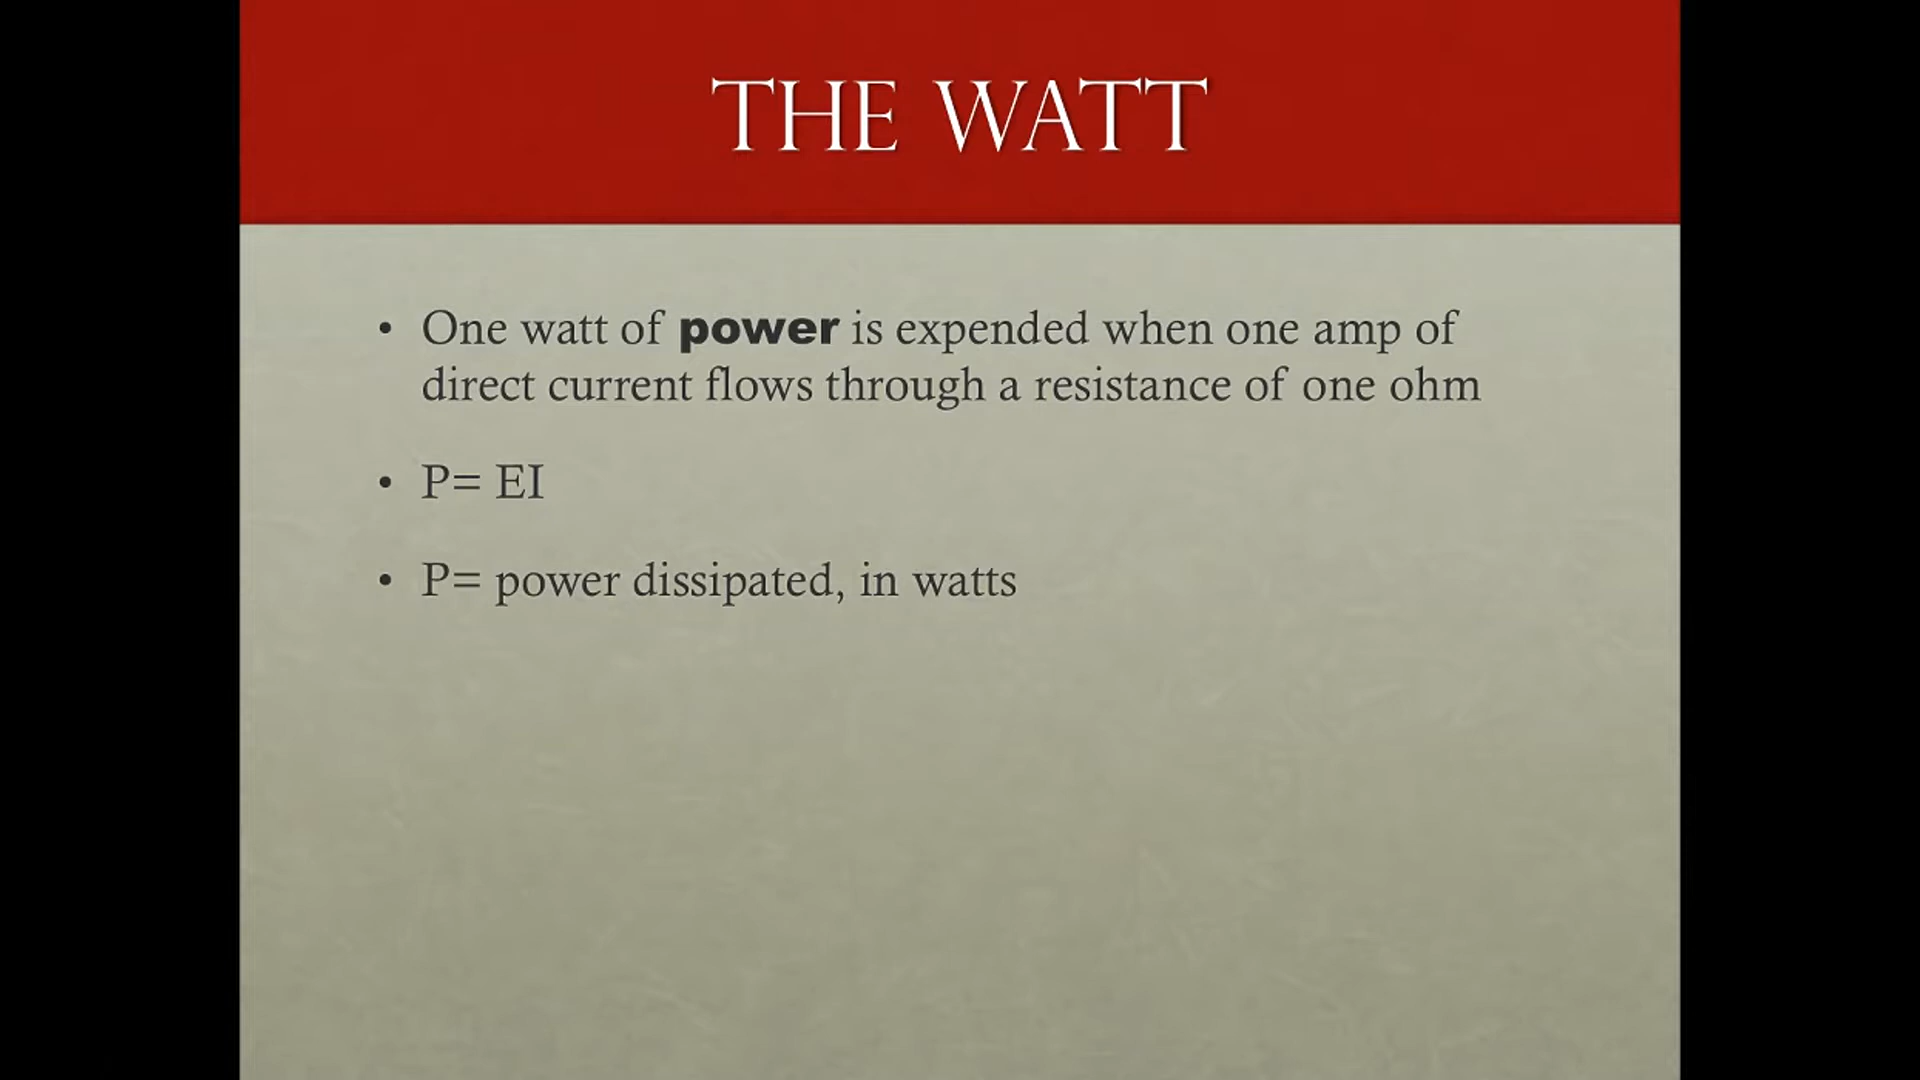 THE WATT
• One watt of power is expended when one amp of
direct current flows through a resistance of one ohm
• P= EI
• P= power dissipated, in watts